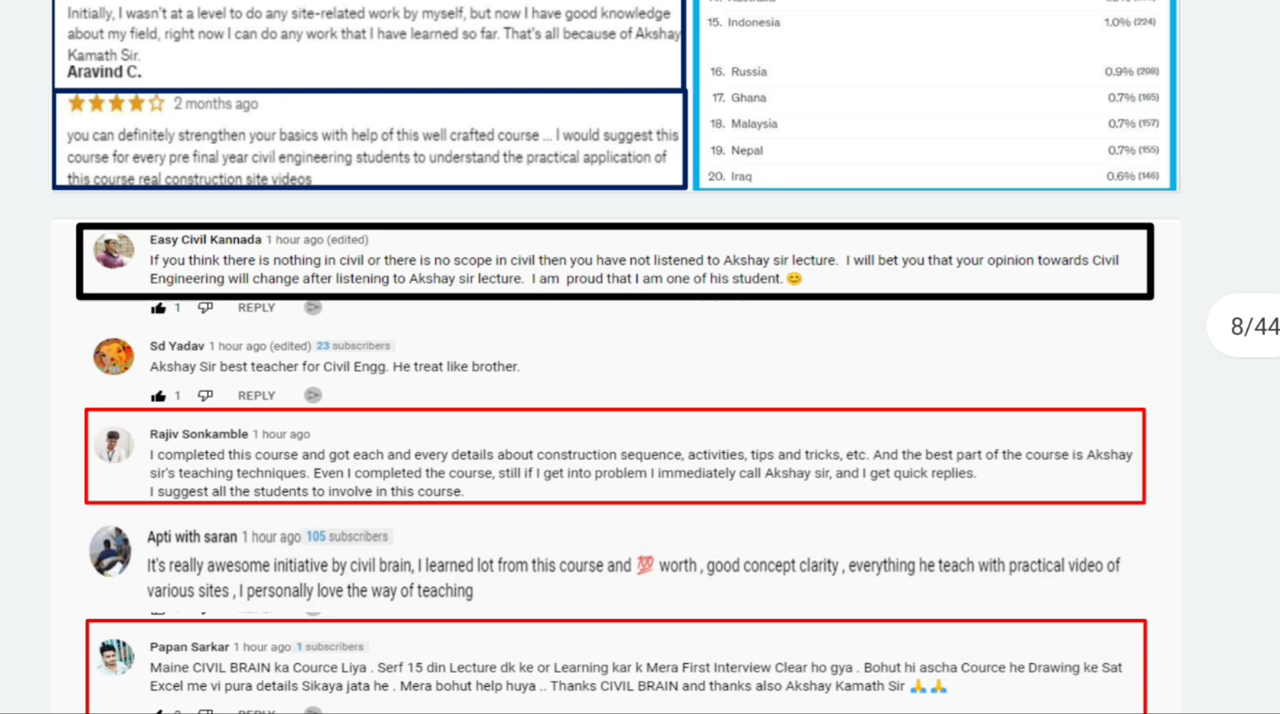 Initially, I wasn't at a level to do any site-related work by myself, but now I have good knowledge
about my field, right now I can do any work that I have learned so far. That's all because of Akshay
Kamath Sir.
Aravind C.
2 months ago
you can definitely strengthen your basics with help of this well crafted course ... I would suggest this
course for every pre final year civil engineering students to understand the practical application of
this course real construction site videos
15. Indonesia 1.0% (224)
16. Russia 0.9% (208)
17. Ghana 0.7% (165)
18. Malaysia 0.7% (157)
19. Nepal 0.7% (155)
20. Iraq 0.6% (146)
Easy Civil Kannada 1 hour ago (edited)
If you think there is nothing in civil or there is no scope in civil then you have not listened to Akshay sir lecture. I will bet you that your opinion towards Civil
Engineering will change after listening to Akshay sir lecture. I am proud that I am one of his student. 😊
1 REPLY
8/44
Sd Yadav 1 hour ago (edited) 23 subscribers
Akshay Sir best teacher for Civil Engg. He treat like brother.
1 REPLY
Rajiv Sonkamble 1 hour ago
I completed this course and got each and every details about construction sequence, activities, tips and tricks, etc. And the best part of the course is Akshay
sir's teaching techniques. Even I completed the course, still if I get into problem I immediately call Akshay sir, and I get quick replies.
I suggest all the students to involve in this course.
Apti with saran 1 hour ago 105 subscribers
It's really awesome initiative by civil brain, I learned lot from this course and 💯 worth , good concept clarity , everything he teach with practical video of
various sites , I personally love the way of teaching
Papan Sarkar 1 hour ago 1 subscribers
Maine CIVIL BRAIN ka Cource Liya . Serf 15 din Lecture dk ke or Learning kar k Mera First Interview Clear ho gya . Bohut hi ascha Cource he Drawing ke Sat
Excel me vi pura details Sikaya jata he . Mera bohut help huya .. Thanks CIVIL BRAIN and thanks also Akshay Kamath Sir 🙏🙏